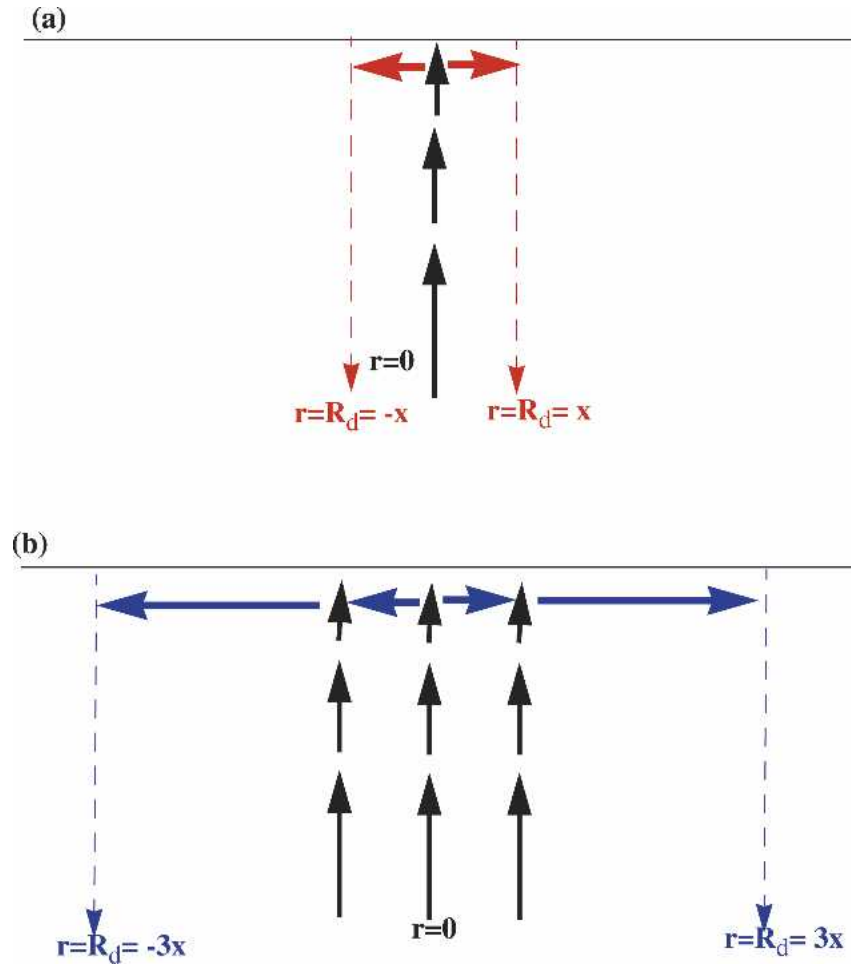 (a)
r=0
r=R_d= -x
r=R_d= x
(b)
r=0
r=R_d= -3x
r=R_d= 3x